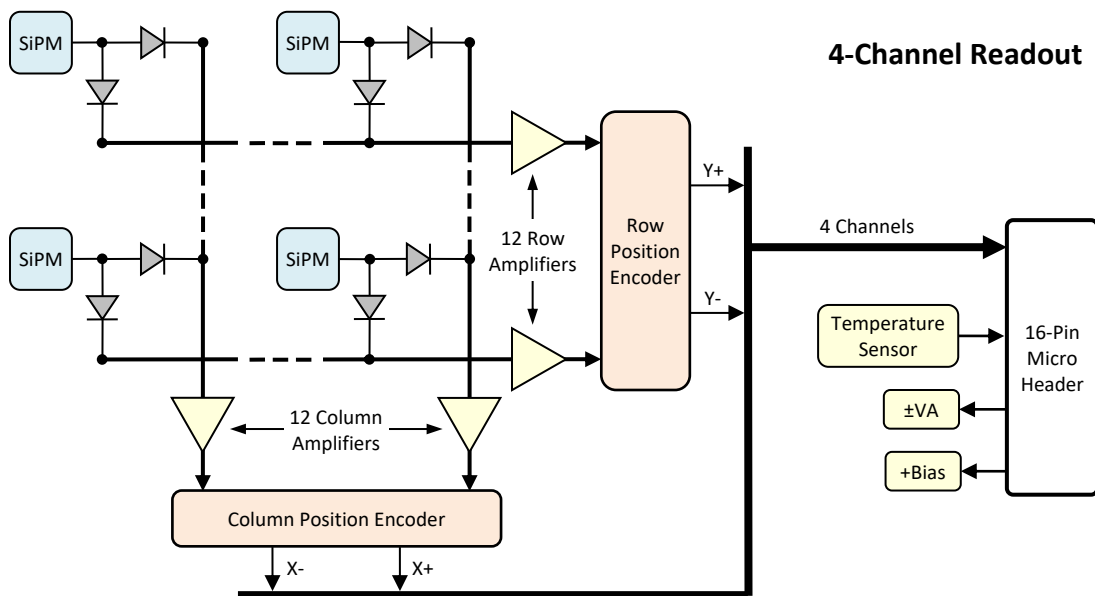 SiPM
SiPM
4-Channel Readout
Y+
12 Row
Amplifiers
Row
Position
Encoder
4 Channels
SiPM
SiPM
Y-
Temperature
Sensor
16-Pin
Micro
Header
±VA
12 Column
Amplifiers
+Bias
Column Position Encoder
X-
X+